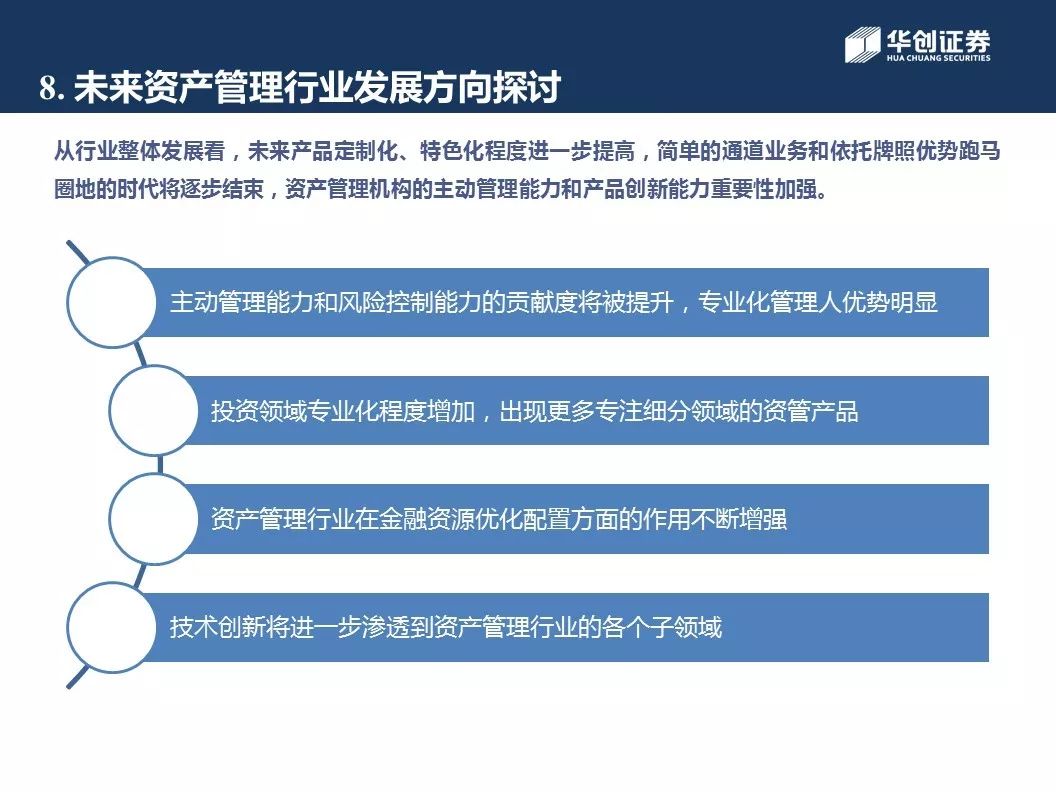 华创证券
HUA CHUANG SECURITIES
8. 未来资产管理行业发展方向探讨
从行业整体发展看，未来产品定制化、特色化程度进一步提高，简单的通道业务和依托牌照优势跑马
圈地的时代将逐步结束，资产管理机构的主动管理能力和产品创新能力重要性加强。
主动管理能力和风险控制能力的贡献度将被提升，专业化管理人优势明显
投资领域专业化程度增加，出现更多专注细分领域的资管产品
资产管理行业在金融资源优化配置方面的作用不断增强
技术创新将进一步渗透到资产管理行业的各个子领域